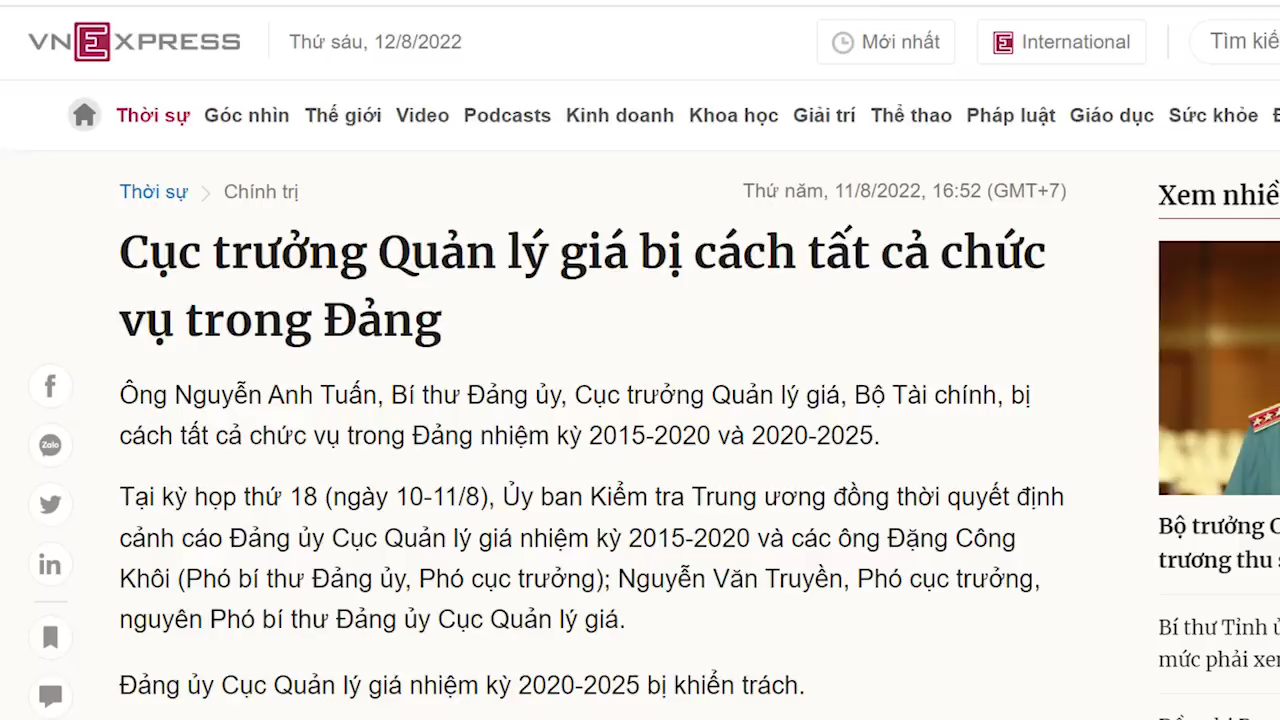 VNEXPRESS
Thứ sáu, 12/8/2022
Mới nhất
International
Tìm kiế
Thời sự Góc nhìn Thế giới Video Podcasts Kinh doanh Khoa học Giải trí Thể thao Pháp luật Giáo dục Sức khỏe
Thời sự > Chính trị
Thứ năm, 11/8/2022, 16:52 (GMT+7)
Cục trưởng Quản lý giá bị cách tất cả chức
vụ trong Đảng
Ông Nguyễn Anh Tuấn, Bí thư Đảng ủy, Cục trưởng Quản lý giá, Bộ Tài chính, bị
cách tất cả chức vụ trong Đảng nhiệm kỳ 2015-2020 và 2020-2025.
Tại kỳ họp thứ 18 (ngày 10-11/8), Ủy ban Kiểm tra Trung ương đồng thời quyết định
cảnh cáo Đảng ủy Cục Quản lý giá nhiệm kỳ 2015-2020 và các ông Đặng Công
Khôi (Phó bí thư Đảng ủy, Phó cục trưởng); Nguyễn Văn Truyền, Phó cục trưởng,
nguyên Phó bí thư Đảng ủy Cục Quản lý giá.
Đảng ủy Cục Quản lý giá nhiệm kỳ 2020-2025 bị khiển trách.
Zalo
Xem nhiề
Bộ trưởng
trương thu
Bí thư Tỉnh
mức phải xe